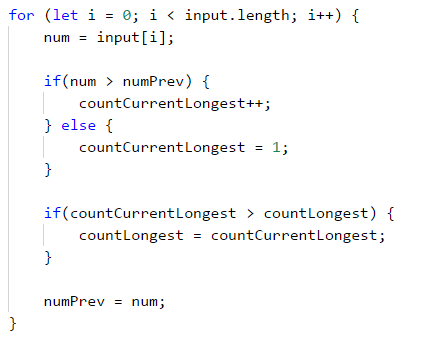 for (let i = 0; i < input.length; i++) {
    num = input[i];

    if(num > numPrev) {
        countCurrentLongest++;
    } else {
        countCurrentLongest = 1;
    }

    if(countCurrentLongest > countLongest) {
        countLongest = countCurrentLongest;
    }

    numPrev = num;
}